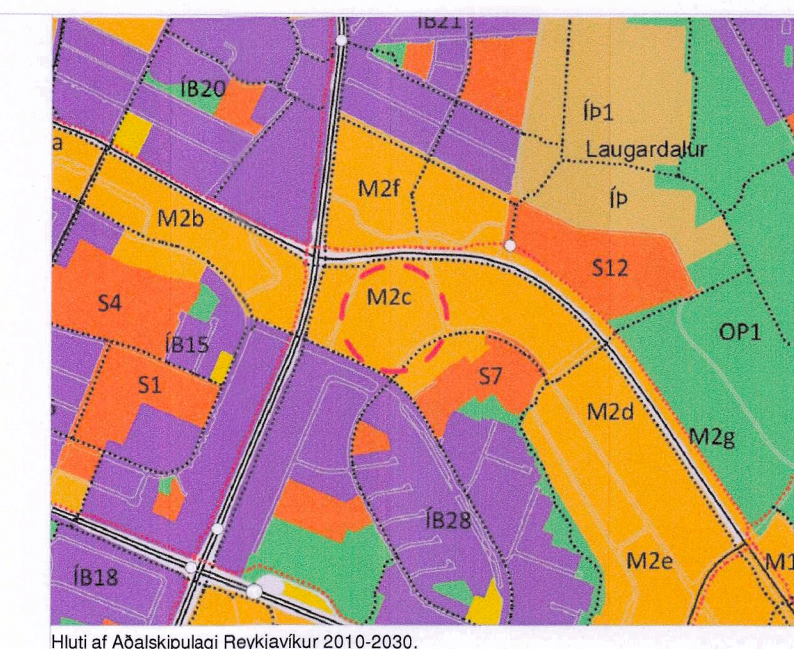 ÍB21
ÍB20
ÍÞ1
a
Laugardalur
M2f
M2b
ÍÞ
S12
M2c
S4
OP1
ÍB15
S7
S1
M2d
M2g
ÍB28
M2e
M1
ÍB18
Hluti af Aðalskipulagi Reykjavíkur 2010-2030.